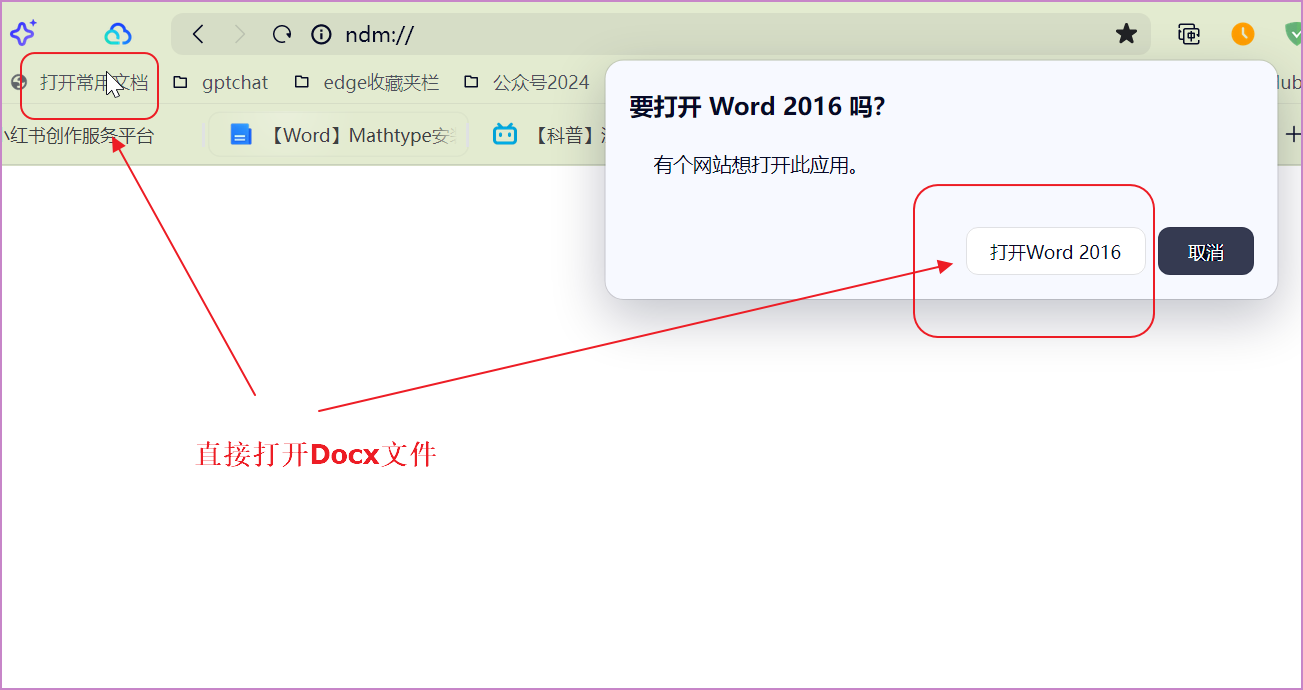 ndm://
打开常用文档
gptchat
edge收藏夹栏
公众号2024
红书创作服务平台
【Word】Mathtype安
【科普】
要打开 Word 2016 吗?
有个网站想打开此应用。
打开Word 2016
取消
直接打开Docx文件